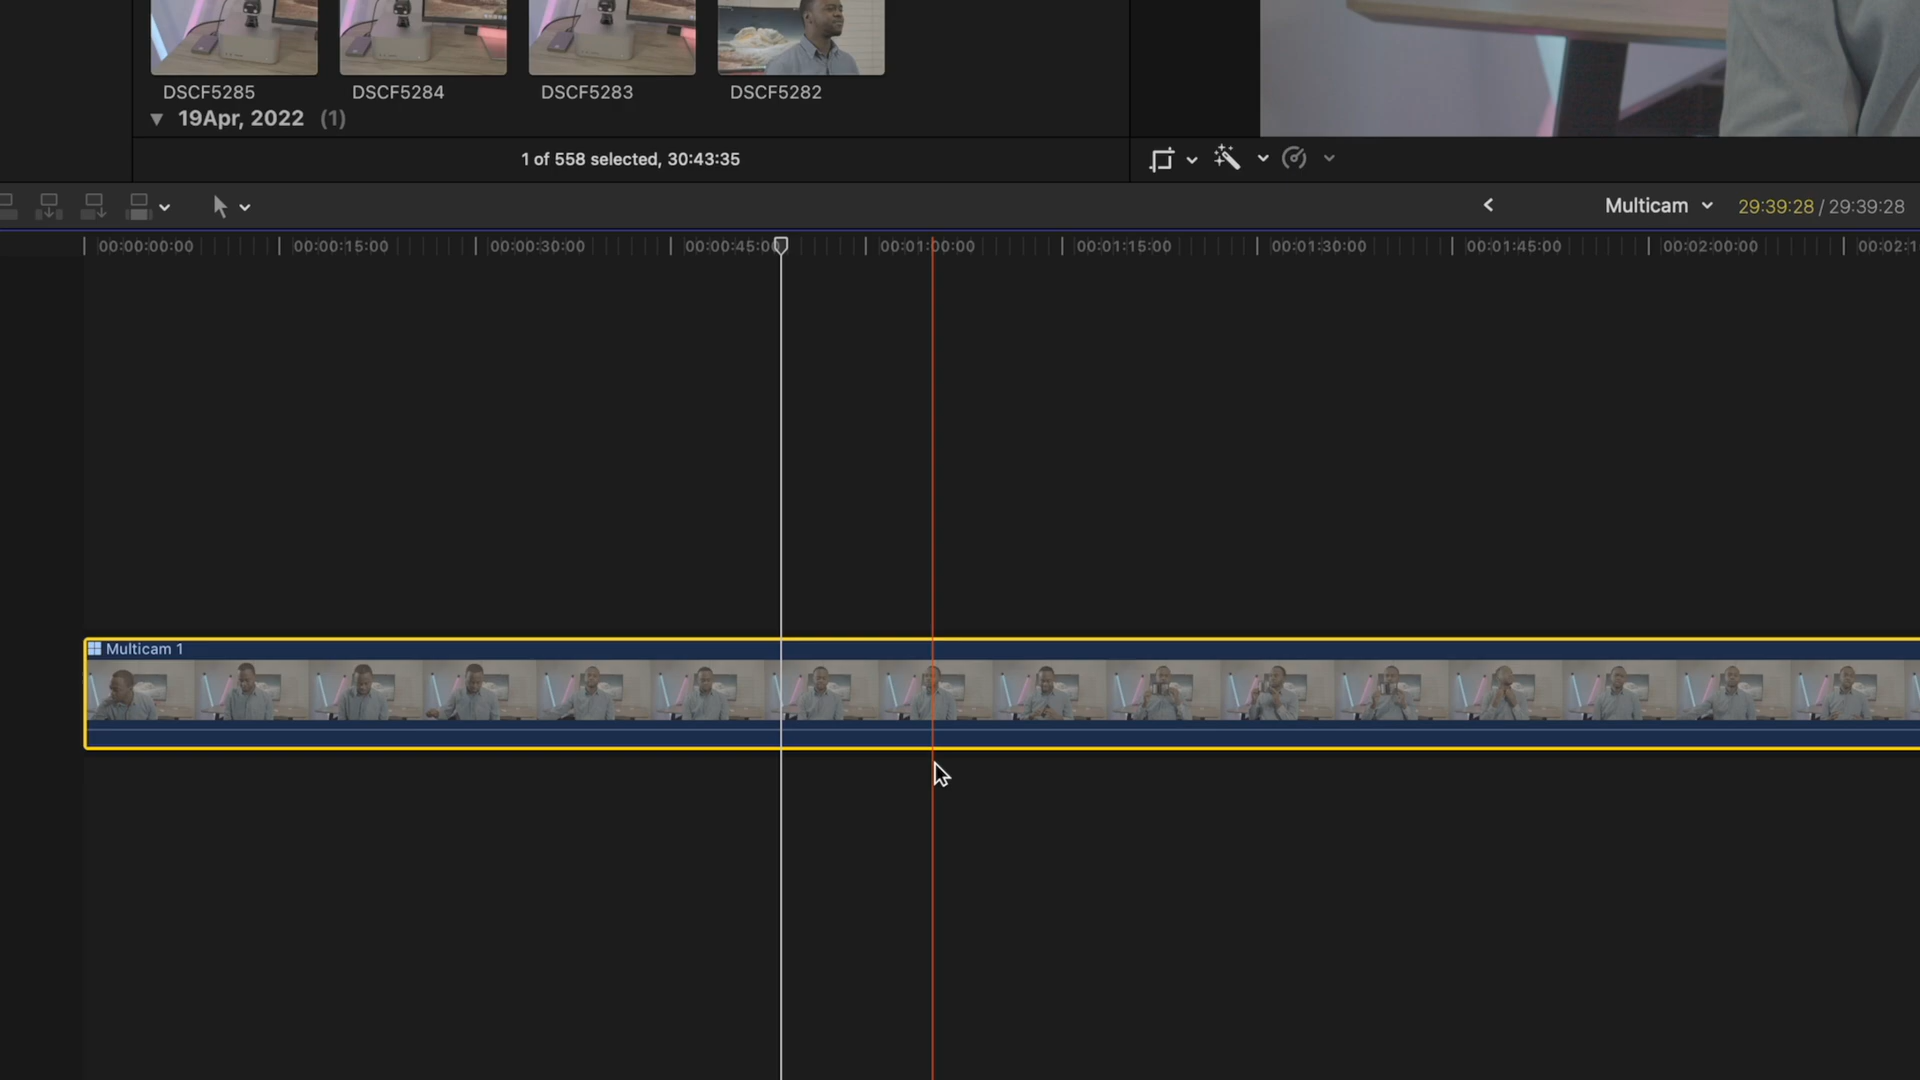 DSCF5285 DSCF5284 DSCF5283 DSCF5282
19Apr, 2022 (1)
1 of 558 selected, 30:43:35
Multicam 29:39:28 / 29:39:28
00:00:00:00 00:00:15:00 00:00:30:00 00:00:45:00 00:01:00:00 00:01:15:00 00:01:30:00 00:01:45:00 00:02:00:00 00:02:1
Multicam 1